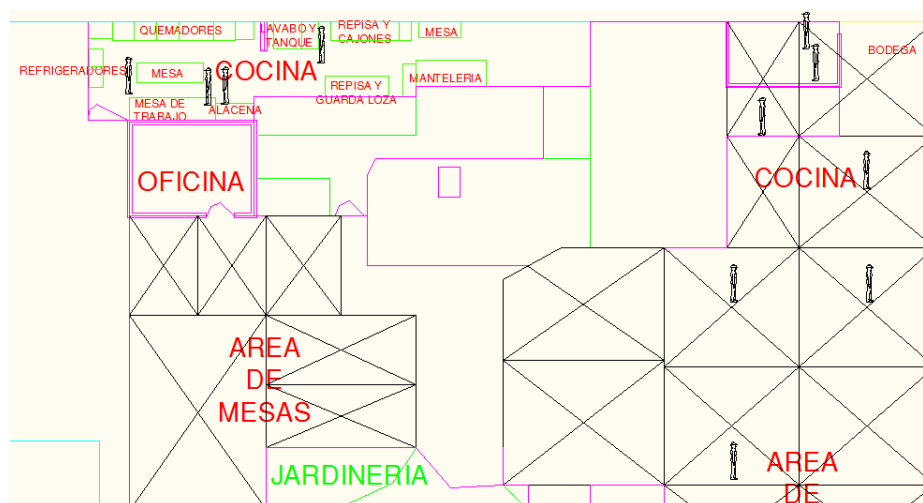 QUEMADORES
LAVABO Y
TANQUE
REPISA Y
CAJONES
MESA
BODEGA
REFRIGERADORES
MESA
COCINA
REPISA Y
GUARDA LOZA
MANTELERIA
MESA DE
TRABAJO
ALACENA
OFICINA
COCINA
AREA
DE
MESAS
JARDINERIA
AREA
DE